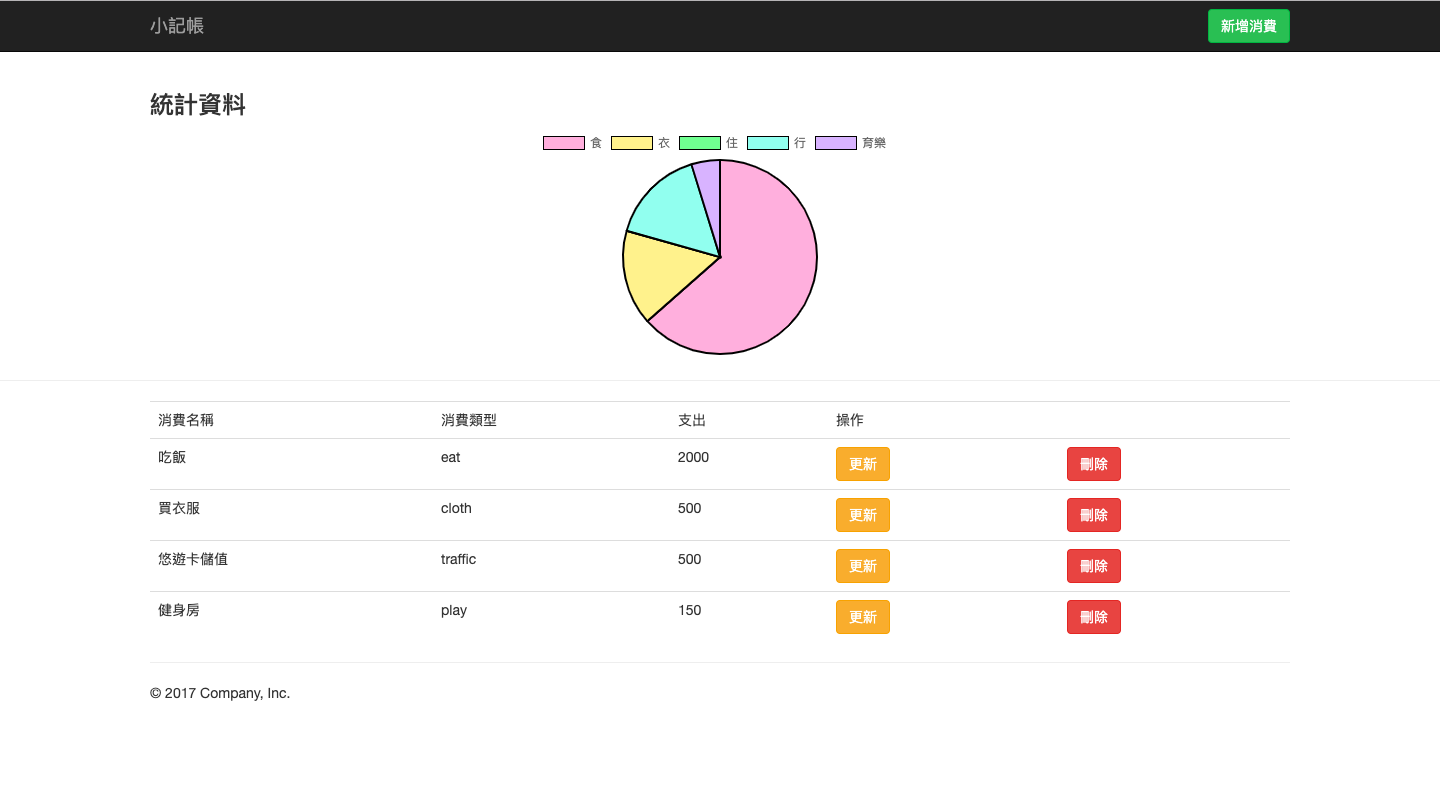 小記帳 新增消費
統計資料
食 衣 住 行 育樂
消費名稱 消費類型 支出 操作
吃飯 eat 2000 更新 刪除
買衣服 cloth 500 更新 刪除
悠遊卡儲值 traffic 500 更新 刪除
健身房 play 150 更新 刪除
© 2017 Company, Inc.